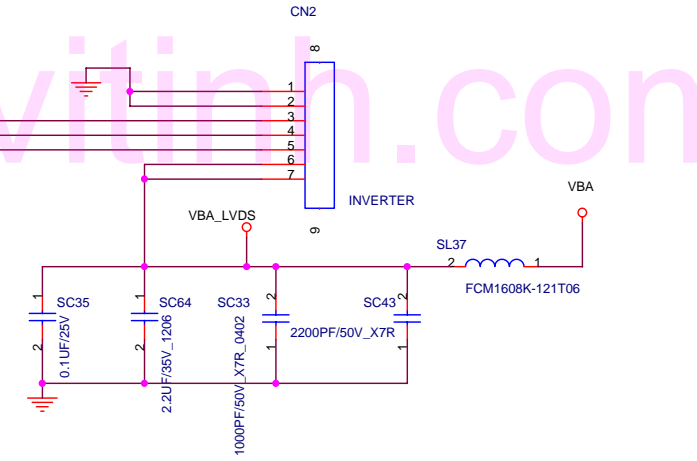 CN2
8
1
2
3
4
5
6
7
9
INVERTER
vitinh.com
VBA_LVDS
VBA
SL37
2
1
FCM1608K-121T06
1
SC35
2
0.1UF/25V
1
SC64
2
2.2UF/35V_1206
2
SC33
1
1000PF/50V_X7R_0402
2
SC43
1
2200PF/50V_X7R